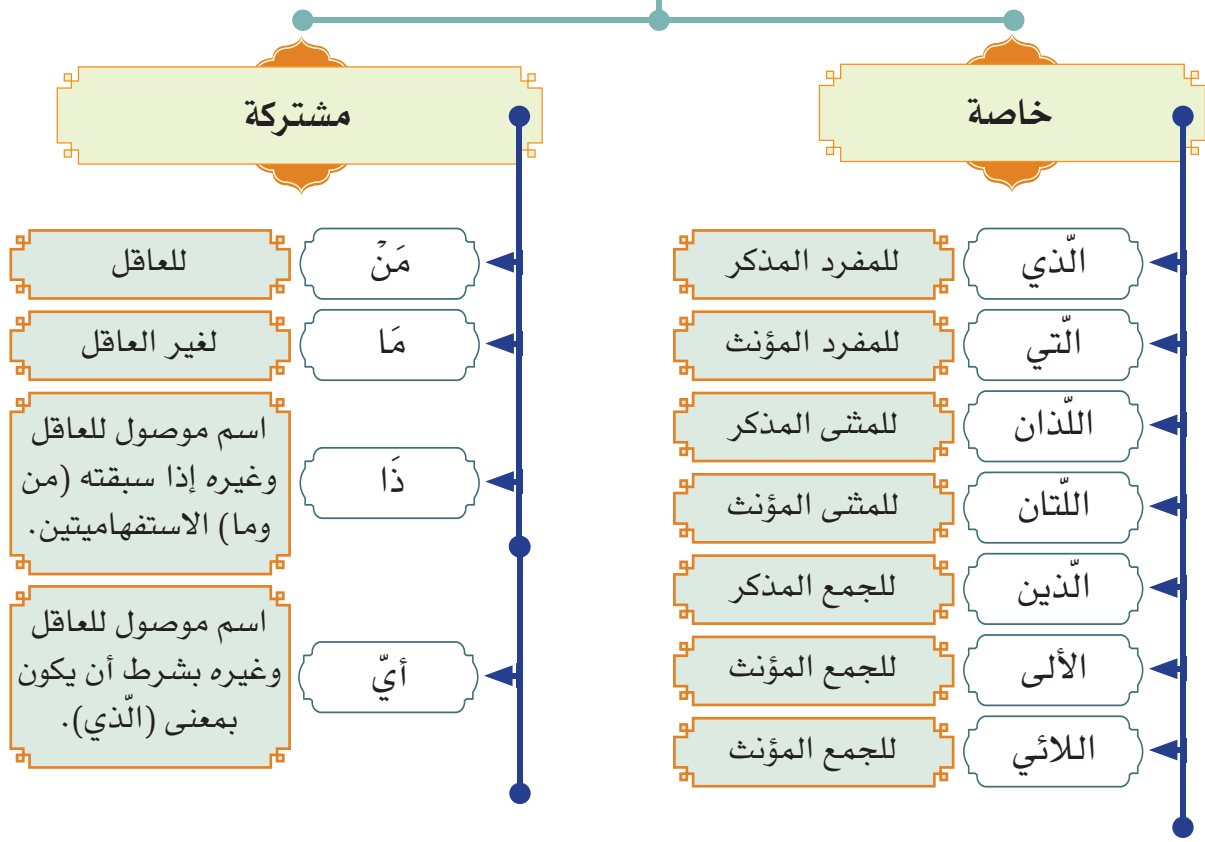 خاصة
الّذي
للمفرد المذكر
الّتي
للمفرد المؤنث
اللّذان
للمثنى المذكر
اللّتان
للمثنى المؤنث
الّذين
للجمع المذكر
الألى
للجمع المؤنث
اللائي
للجمع المؤنث
مشتركة
مَنْ
للعاقل
مَا
لغير العاقل
ذَا
اسم موصول للعاقل
وغيره إذا سبقته (من
وما) الاستفهاميتين.
أيّ
اسم موصول للعاقل
وغيره بشرط أن يكون
بمعنى (الّذي).